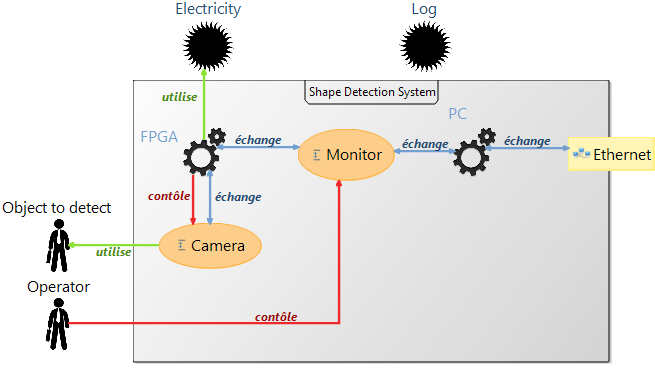 Electricity
Log
utilise
Shape Detection System
FPGA
échange
Monitor
échange
PC
échange
Ethernet
contôle
échange
Object to detect
Camera
utilise
Operator
contôle